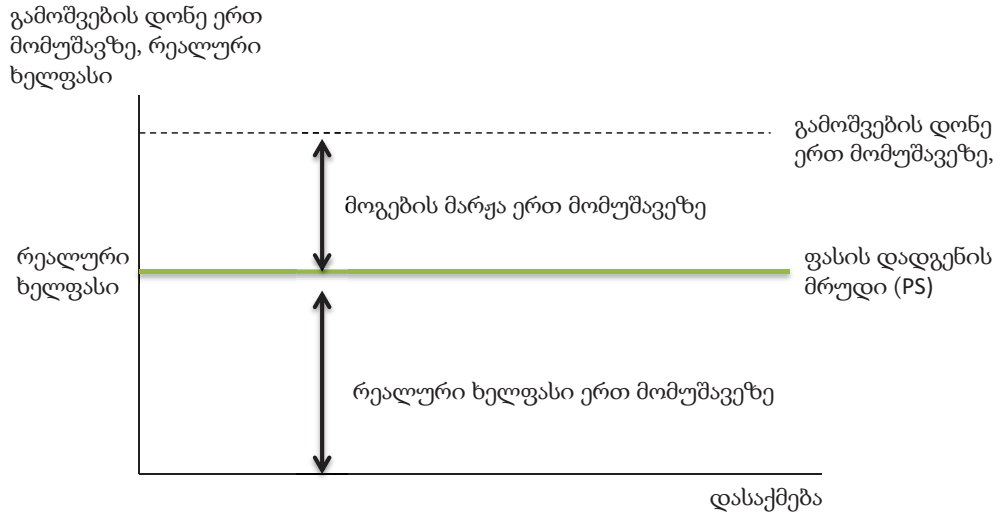 გამოშვების დონე ერთ
მომუშავზე, რეალური
ხელფასი
გამოშვების დონე
ერთ მომუშავეზე,
მოგების მარჟა ერთ მომუშავეზე
რეალური
ხელფასი
ფასის დადგენის
მრუდი (PS)
რეალური ხელფასი ერთ მომუშავეზე
დასაქმება